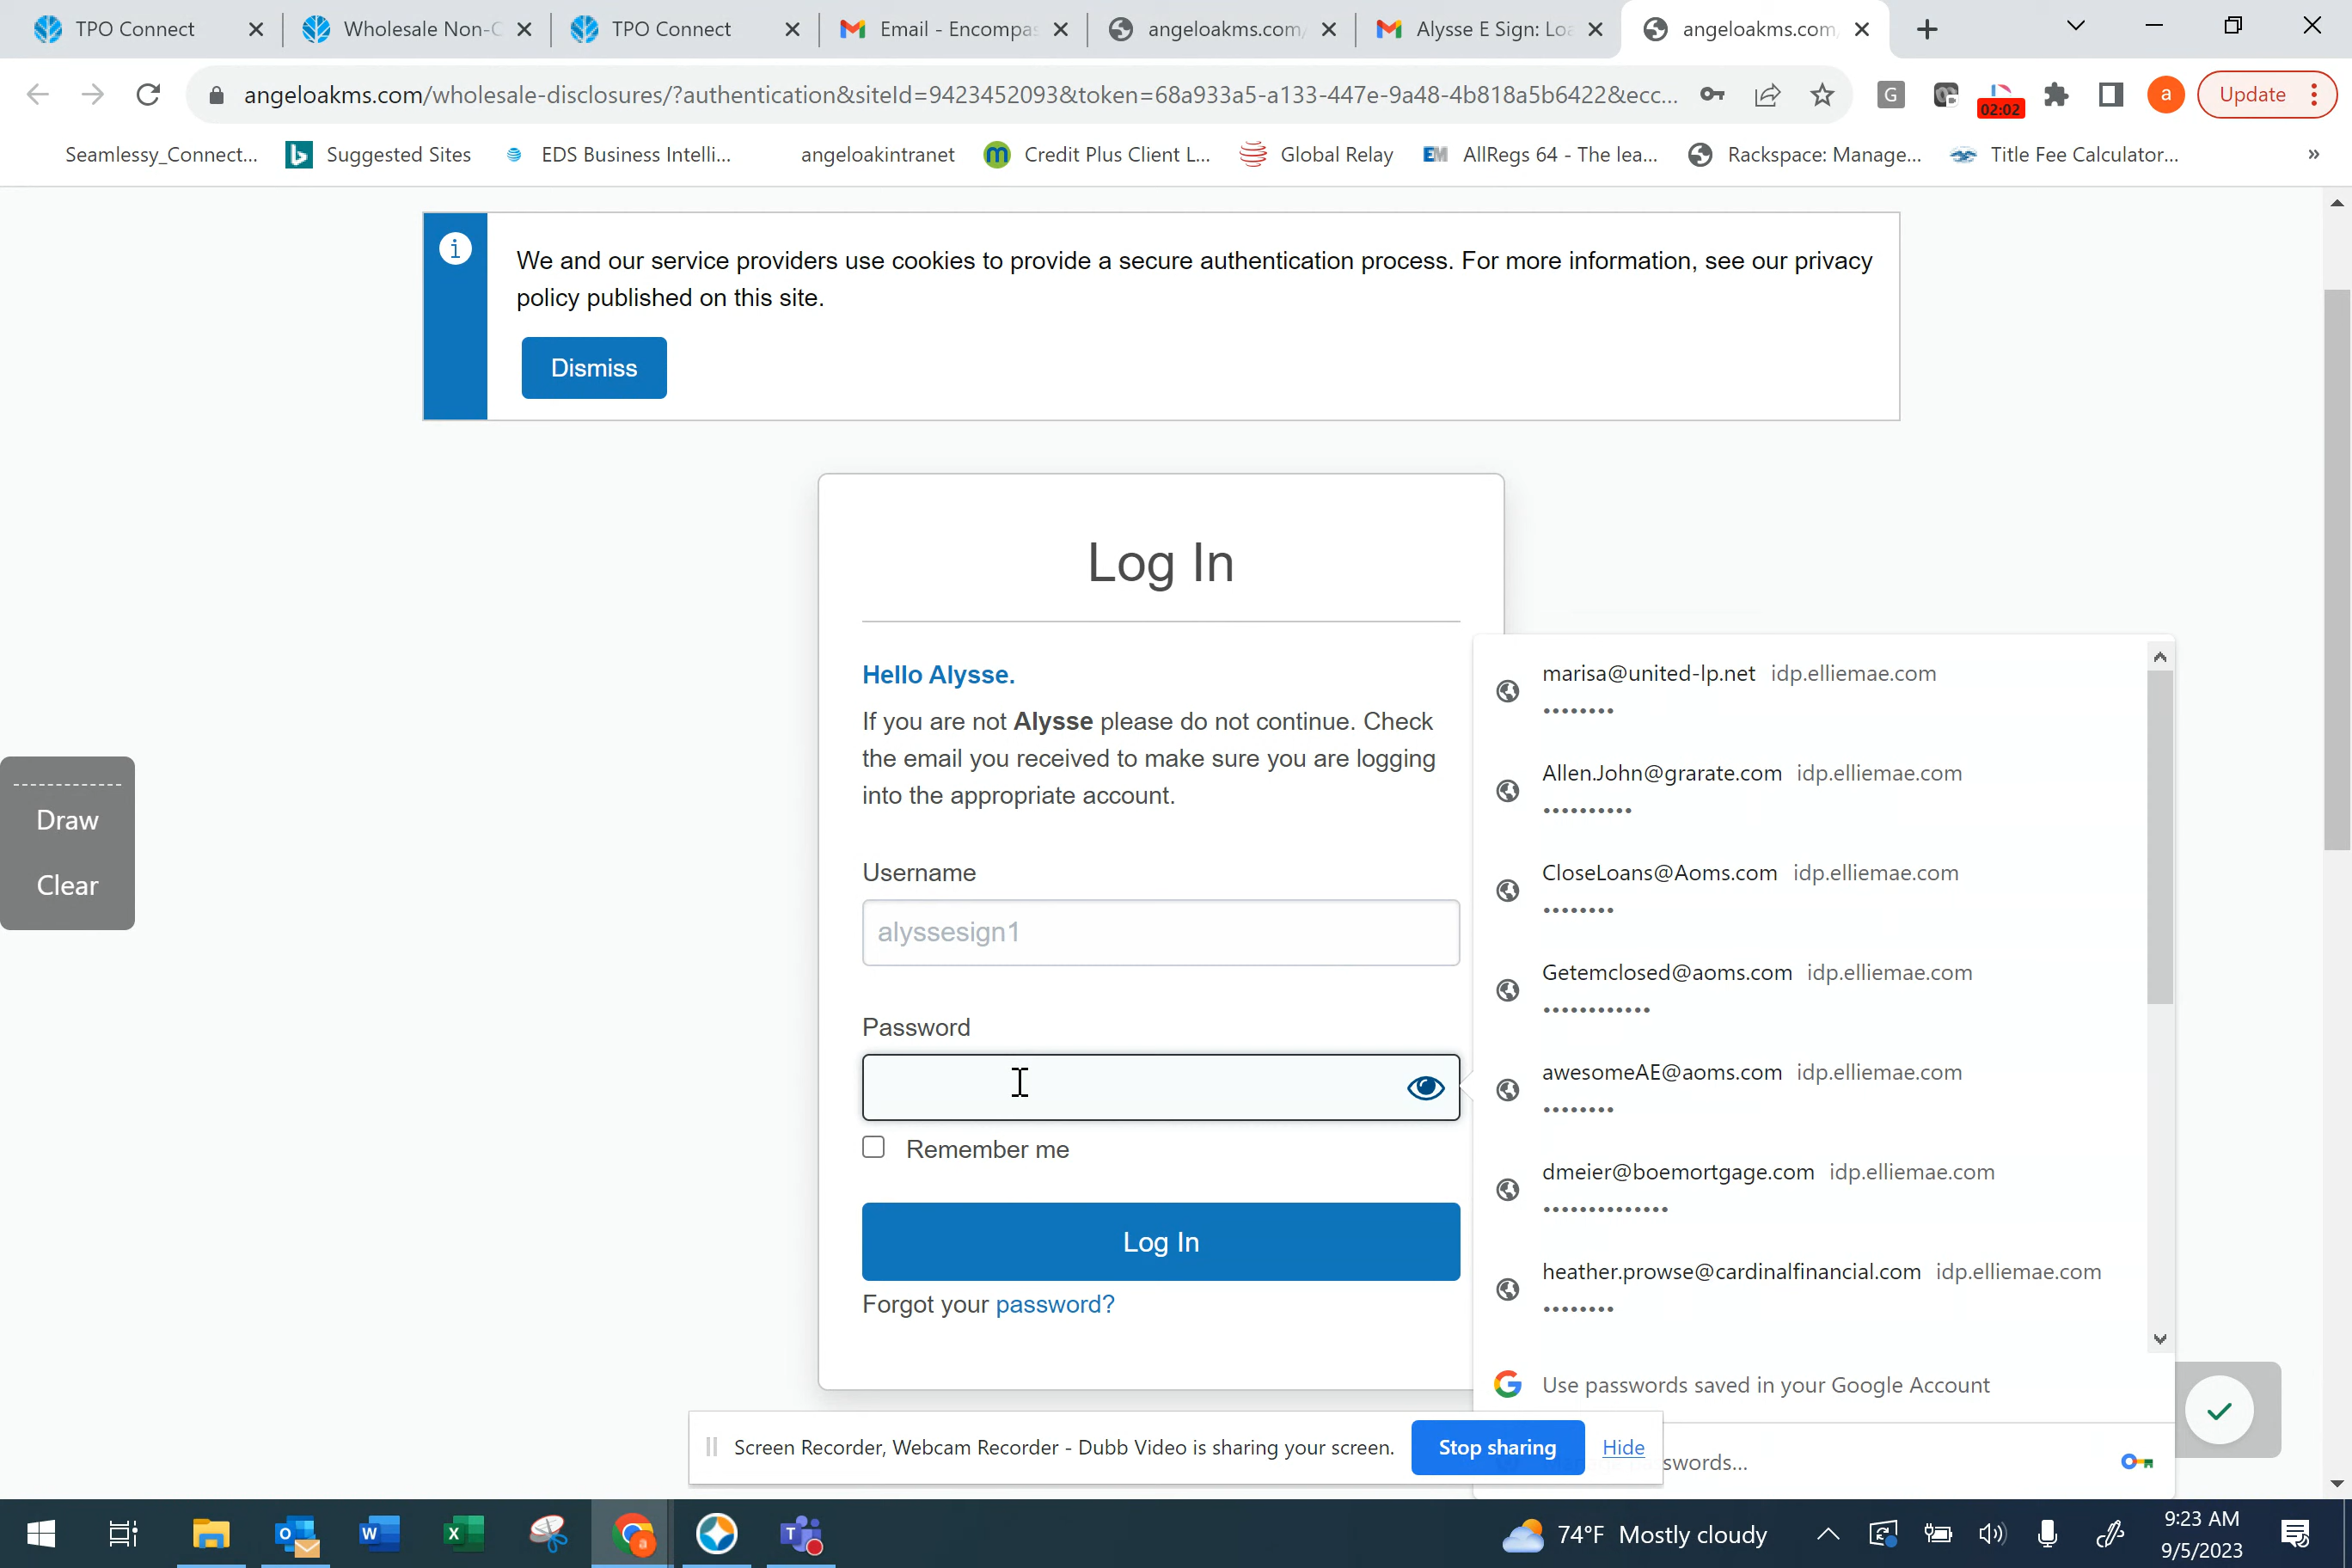 TPO Connect
Wholesale Non-C
TPO Connect
Email - Encompas
angeloakms.com/
Alysse E Sign: Loa
angeloakms.com/
angeloakms.com/wholesale-disclosures/?authentication&siteId=9423452093&token=68a933a5-a133-447e-9a48-4b818a5b6422&ecc...
G
02:02
a
Update
Seamlessy_Connect...
Suggested Sites
EDS Business Intelli...
angeloakintranet
Credit Plus Client L...
Global Relay
AllRegs 64 - The lea...
Rackspace: Manage...
Title Fee Calculator...
»
We and our service providers use cookies to provide a secure authentication process. For more information, see our privacy
policy published on this site.
Dismiss
Log In
Hello Alysse.
If you are not Alysse please do not continue. Check
the email you received to make sure you are logging
into the appropriate account.
Username
alyssesign1
Password
Remember me
Log In
Forgot your password?
marisa@united-lp.net idp.elliemae.com
••••••••
Allen.John@grarate.com idp.elliemae.com
••••••••••
CloseLoans@Aoms.com idp.elliemae.com
••••••••
Getemclosed@aoms.com idp.elliemae.com
••••••••••••
awesomeAE@aoms.com idp.elliemae.com
••••••••
dmeier@boemortgage.com idp.elliemae.com
••••••••••••••
heather.prowse@cardinalfinancial.com idp.elliemae.com
••••••••
Use passwords saved in your Google Account
swords...
Draw
Clear
Screen Recorder, Webcam Recorder - Dubb Video is sharing your screen.
Stop sharing
Hide
74°F Mostly cloudy
9:23 AM
9/5/2023